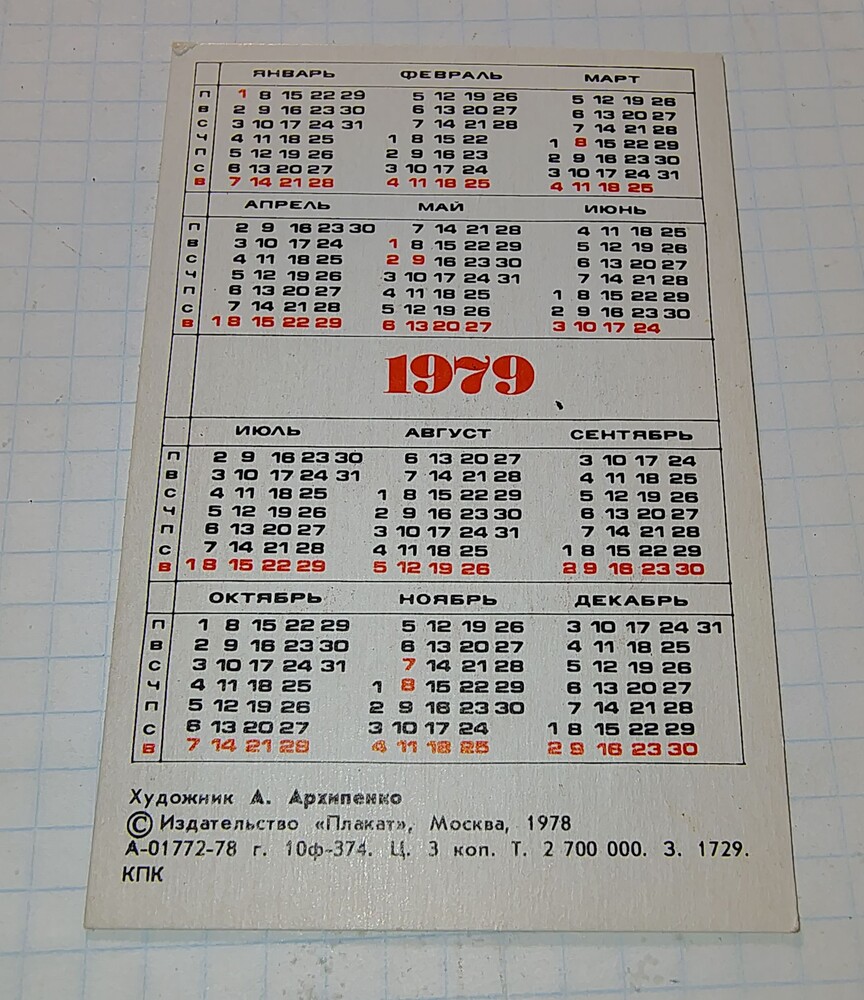 ЯНВАРЬ ФЕВРАЛЬ МАРТ
П 1 8 15 22 29 5 12 19 26 5 12 19 26
В 2 9 16 23 30 6 13 20 27 6 13 20 27
С 3 10 17 24 31 7 14 21 28 7 14 21 28
Ч 4 11 18 25 1 8 15 22 1 8 15 22 29
П 5 12 19 26 2 9 16 23 2 9 16 23 30
С 6 13 20 27 3 10 17 24 3 10 17 24 31
В 7 14 21 28 4 11 18 25 4 11 18 25
АПРЕЛЬ МАЙ ИЮНЬ
П 2 9 16 23 30 7 14 21 28 4 11 18 25
В 3 10 17 24 1 8 15 22 29 5 12 19 26
С 4 11 18 25 2 9 16 23 30 6 13 20 27
Ч 5 12 19 26 3 10 17 24 31 7 14 21 28
П 6 13 20 27 4 11 18 25 1 8 15 22 29
С 7 14 21 28 5 12 19 26 2 9 16 23 30
В 1 8 15 22 29 6 13 20 27 3 10 17 24
1979
ИЮЛЬ АВГУСТ СЕНТЯБРЬ
П 2 9 16 23 30 6 13 20 27 3 10 17 24
В 3 10 17 24 31 7 14 21 28 4 11 18 25
С 4 11 18 25 1 8 15 22 29 5 12 19 26
Ч 5 12 19 26 2 9 16 23 30 6 13 20 27
П 6 13 20 27 3 10 17 24 31 7 14 21 28
С 7 14 21 28 4 11 18 25 1 8 15 22 29
В 1 8 15 22 29 5 12 19 26 2 9 16 23 30
ОКТЯБРЬ НОЯБРЬ ДЕКАБРЬ
П 1 8 15 22 29 5 12 19 26 3 10 17 24 31
В 2 9 16 23 30 6 13 20 27 4 11 18 25
С 3 10 17 24 31 7 14 21 28 5 12 19 26
Ч 4 11 18 25 1 8 15 22 29 6 13 20 27
П 5 12 19 26 2 9 16 23 30 7 14 21 28
С 6 13 20 27 3 10 17 24 1 8 15 22 29
В 7 14 21 28 4 11 18 25 2 9 16 23 30
Художник А. Архипенко
© Издательство «Плакат», Москва, 1978
А-01772-78 г. 10ф-374. Ц. 3 коп. Т. 2 700 000. З. 1729.
КПК